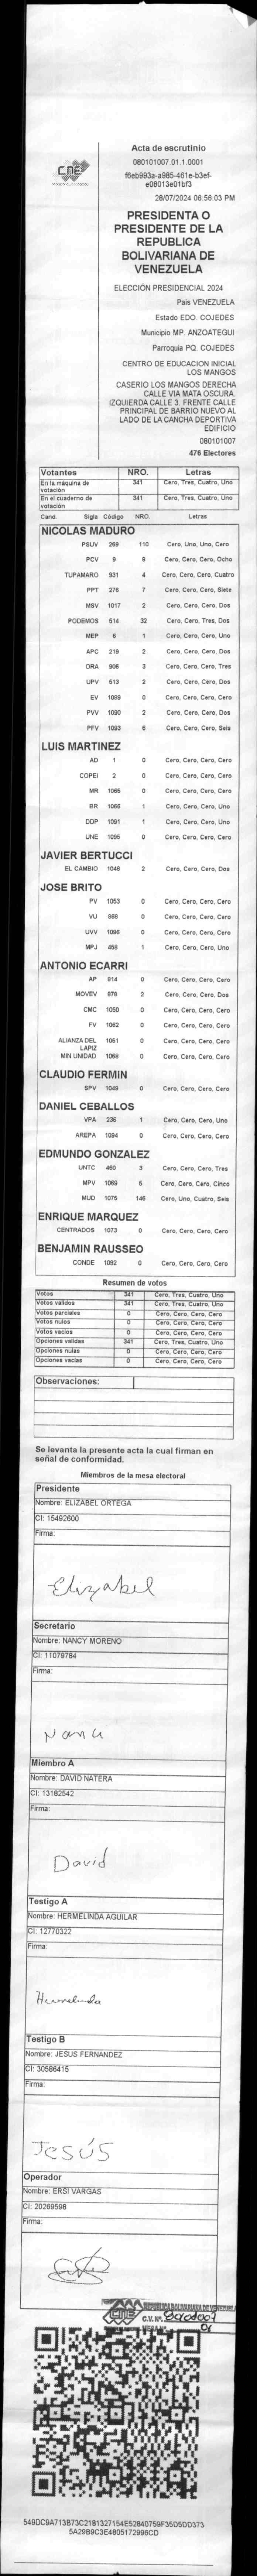 CNE
Acta de escrutinio
080101007.01.1.0001
f6eb993a-a985-461e-b3ef-
e08013e01bf3
28/07/2024 06:56:03 PM
PRESIDENTA O
PRESIDENTE DE LA
REPUBLICA
BOLIVARIANA DE
VENEZUELA
ELECCIÓN PRESIDENCIAL 2024
Pais VENEZUELA
Estado EDO. COJEDES
Municipio MP. ANZOATEGUI
Parroquia PQ. COJEDES
CENTRO DE EDUCACION INICIAL
LOS MANGOS
CASERIO LOS MANGOS DERECHA
CALLE VIA MATA OSCURA.
IZQUIERDA CALLE 3. FRENTE CALLE
PRINCIPAL DE BARRIO NUEVO AL
LADO DE LA CANCHA DEPORTIVA
EDIFICIO
080101007
476 Electores
Votantes NRO. Letras
En la máquina de votación 341 Cero, Tres, Cuatro, Uno
En el cuaderno de votación 341 Cero, Tres, Cuatro, Uno
Cand. Sigla Código NRO. Letras
NICOLAS MADURO
PSUV 269 110 Cero, Uno, Uno, Cero
PCV 9 8 Cero, Cero, Cero, Ocho
TUPAMARO 931 4 Cero, Cero, Cero, Cuatro
PPT 276 7 Cero, Cero, Cero, Siete
MSV 1017 2 Cero, Cero, Cero, Dos
PODEMOS 514 32 Cero, Cero, Tres, Dos
MEP 6 1 Cero, Cero, Cero, Uno
APC 219 2 Cero, Cero, Cero, Dos
ORA 906 3 Cero, Cero, Cero, Tres
UPV 513 2 Cero, Cero, Cero, Dos
EV 1089 0 Cero, Cero, Cero, Cero
PVV 1090 2 Cero, Cero, Cero, Dos
PFV 1093 6 Cero, Cero, Cero, Seis
LUIS MARTINEZ
AD 1 0 Cero, Cero, Cero, Cero
COPEI 2 0 Cero, Cero, Cero, Cero
MR 1065 0 Cero, Cero, Cero, Cero
BR 1066 1 Cero, Cero, Cero, Uno
DDP 1091 1 Cero, Cero, Cero, Uno
UNE 1095 0 Cero, Cero, Cero, Cero
JAVIER BERTUCCI
EL CAMBIO 1048 2 Cero, Cero, Cero, Dos
JOSE BRITO
PV 1053 0 Cero, Cero, Cero, Cero
VU 868 0 Cero, Cero, Cero, Cero
UVV 1096 0 Cero, Cero, Cero, Cero
MPJ 458 1 Cero, Cero, Cero, Uno
ANTONIO ECARRI
AP 814 0 Cero, Cero, Cero, Cero
MOVEV 978 2 Cero, Cero, Cero, Dos
CMC 1050 0 Cero, Cero, Cero, Cero
FV 1062 0 Cero, Cero, Cero, Cero
ALIANZA DEL LAPIZ 1061 0 Cero, Cero, Cero, Cero
MIN UNIDAD 1068 0 Cero, Cero, Cero, Cero
CLAUDIO FERMIN
SPV 1049 0 Cero, Cero, Cero, Cero
DANIEL CEBALLOS
VPA 236 1 Cero, Cero, Cero, Uno
AREPA 1094 0 Cero, Cero, Cero, Cero
EDMUNDO GONZALEZ
UNTC 460 3 Cero, Cero, Cero, Tres
MPV 1069 5 Cero, Cero, Cero, Cinco
MUD 1075 146 Cero, Uno, Cuatro, Seis
ENRIQUE MARQUEZ
CENTRADOS 1073 0 Cero, Cero, Cero, Cero
BENJAMIN RAUSSEO
CONDE 1092 0 Cero, Cero, Cero, Cero
Resumen de votos
Votos 341 Cero, Tres, Cuatro, Uno
Votos validos 341 Cero, Tres, Cuatro, Uno
Votos parciales 0 Cero, Cero, Cero, Cero
Votos nulos 0 Cero, Cero, Cero, Cero
Votos vacios 0 Cero, Cero, Cero, Cero
Opciones validas 341 Cero, Tres, Cuatro, Uno
Opciones nulas 0 Cero, Cero, Cero, Cero
Opciones vacias 0 Cero, Cero, Cero, Cero
Observaciones:
Se levanta la presente acta la cual firman en
señal de conformidad.
Miembros de la mesa electoral
Presidente
Nombre: ELIZABEL ORTEGA
CI: 15492600
Firma:
Elizabel
Secretario
Nombre: NANCY MORENO
CI: 11079784
Firma:
Miembro A
Nombre: DAVID NATERA
CI: 13182542
Firma:
David
Testigo A
Nombre: HERMELINDA AGUILAR
CI: 12770322
Firma:
Hermelinda
Testigo B
Nombre: JESUS FERNANDEZ
CI: 30586415
Firma:
Jesús
Operador
Nombre: ERSI VARGAS
CI: 20269598
Firma:
REPUBLICA BOLIVARIANA DE VENEZUELA
CNE
C.V. Nº.
MESA Nº 01
549DC9A713B73C2181327154E52840759F35D5DD373
5A29B9C3E4805172996CD